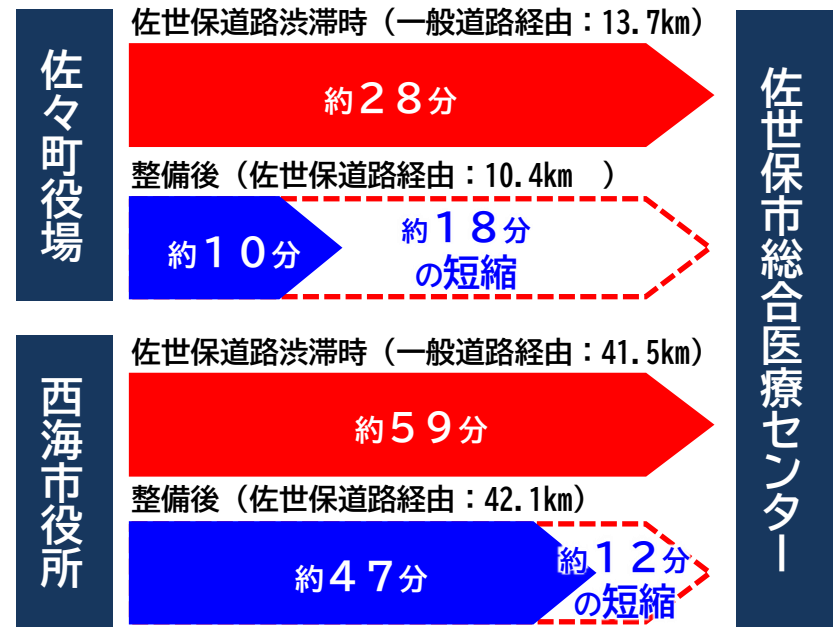 佐々町役場
佐世保道路渋滞時（一般道路経由：13.7km）
約２８分
整備後（佐世保道路経由：10.4km　）
約１０分
約１８分
の短縮
西海市役所
佐世保道路渋滞時（一般道路経由：41.5km）
約５９分
整備後（佐世保道路経由：42.1km）
約４７分
約１２分
の短縮
佐世保市総合医療センター